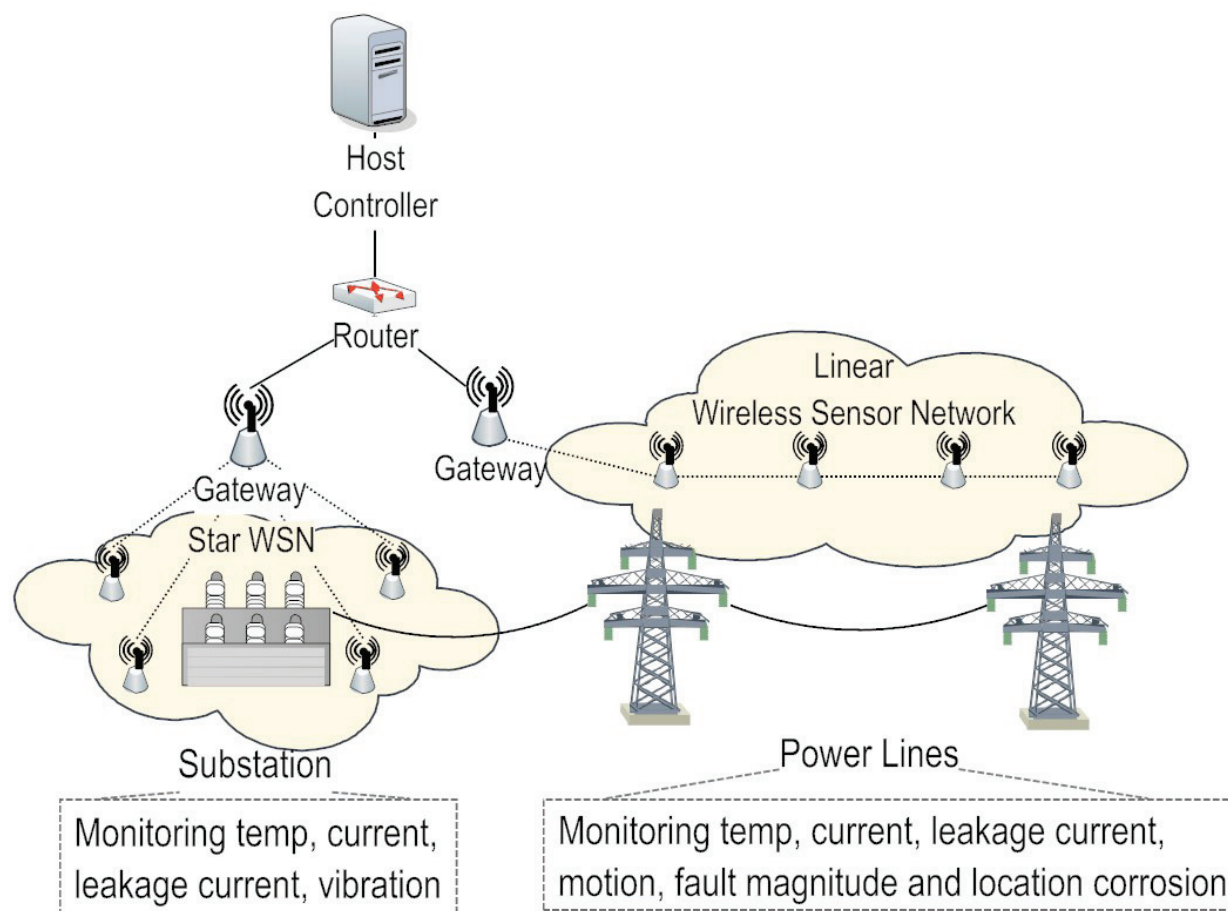 Host
Controller
Router
Linear
Wireless Sensor Network
Gateway
Gateway
Star WSN
Substation
Power Lines
Monitoring temp, current,
leakage current, vibration
Monitoring temp, current, leakage current,
motion, fault magnitude and location corrosion